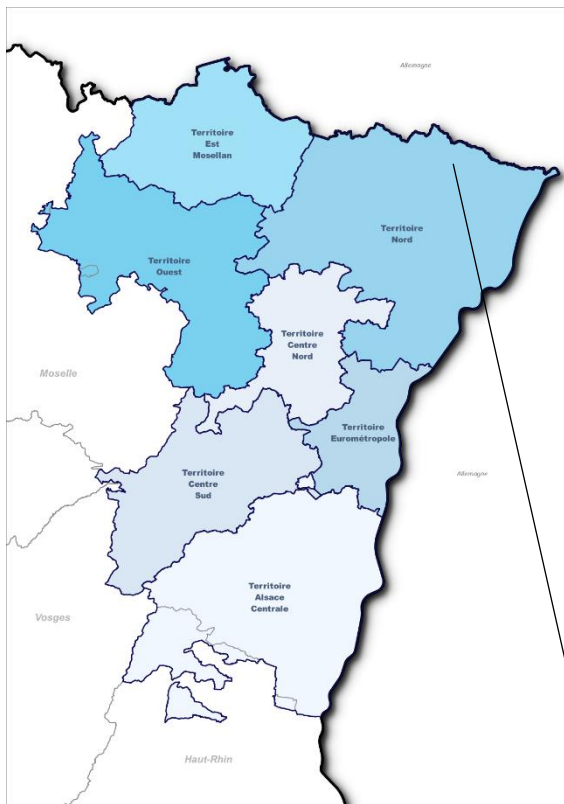 Allemagne
Territoire
Est
Mosellan
Territoire
Nord
Territoire
Ouest
Territoire
Centre
Nord
Moselle
Territoire
Eurométropole
Territoire
Centre
Sud
Allemagne
Territoire
Alsace
Centrale
Vosges
Haut-Rhin